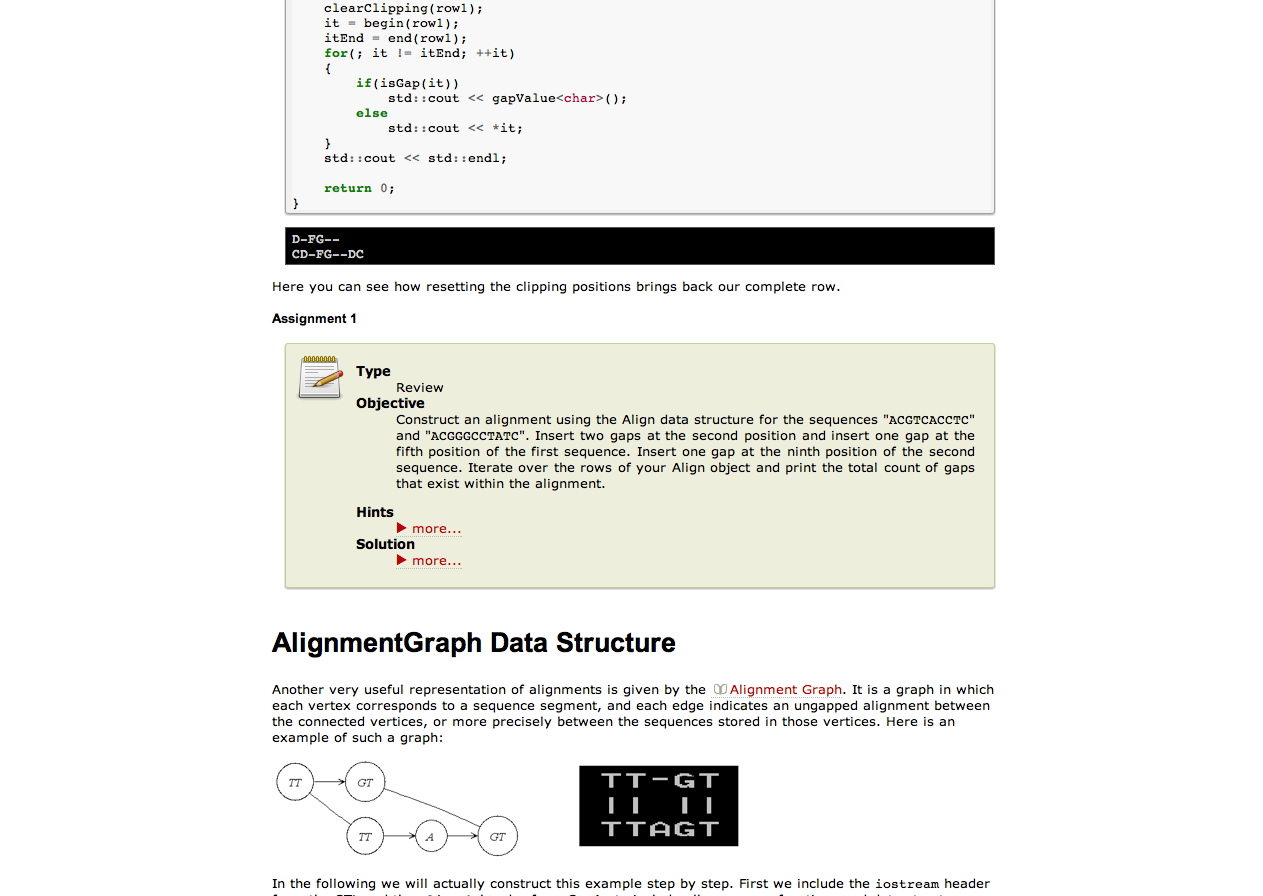 clearClipping(row1);
it = begin(row1);
itEnd = end(row1);
for(; it != itEnd; ++it)
{
if(isGap(it))
std::cout << gapValue<char>();
else
std::cout << *it;
}
std::cout << std::endl;
return 0;
}
D-FG--
CD-FG--DC
Here you can see how resetting the clipping positions brings back our complete row.
Assignment 1
Type
Review
Objective
Construct an alignment using the Align data structure for the sequences "ACGTCACCTC"
and "ACGGGCCTATC". Insert two gaps at the second position and insert one gap at the
fifth position of the first sequence. Insert one gap at the ninth position of the second
sequence. Iterate over the rows of your Align object and print the total count of gaps
that exist within the alignment.
Hints
▶ more...
Solution
▶ more...
AlignmentGraph Data Structure
Another very useful representation of alignments is given by the Alignment Graph. It is a graph in which
each vertex corresponds to a sequence segment, and each edge indicates an ungapped alignment between
the connected vertices, or more precisely between the sequences stored in those vertices. Here is an
example of such a graph:
TT GT
TT A GT
TT-GT
|| ||
TTAGT
In the following we will actually construct this example step by step. First we include the iostream header